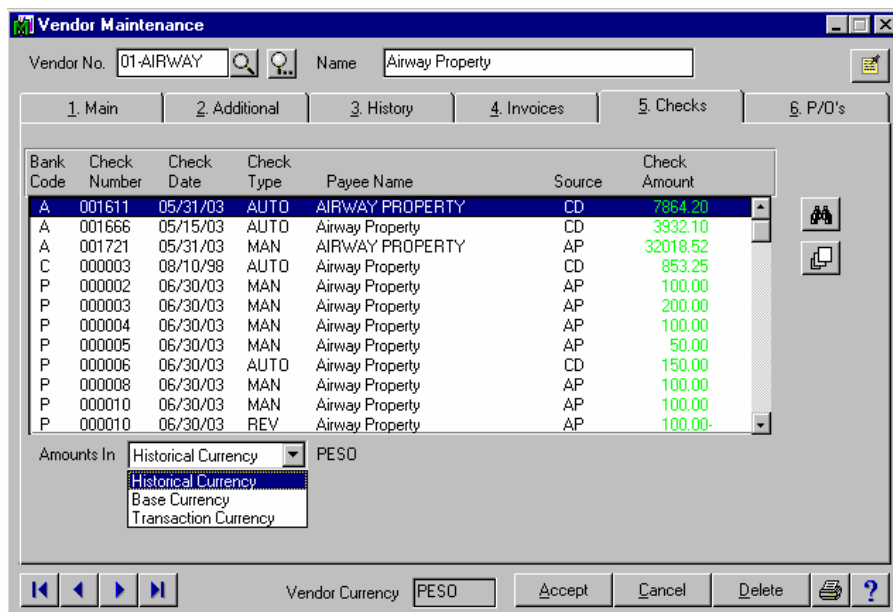 Vendor Maintenance
Vendor No. 01-AIRWAY Name Airway Property
1. Main 2. Additional 3. History 4. Invoices 5. Checks 6. P/O's
Bank Check Check Check Check
Code Number Date Type Payee Name Source Amount
A 001611 05/31/03 AUTO AIRWAY PROPERTY CD 7864.20
A 001666 05/15/03 AUTO Airway Property CD 3932.10
A 001721 05/31/03 MAN AIRWAY PROPERTY AP 32018.52
C 000003 08/10/98 AUTO Airway Property CD 853.25
P 000002 06/30/03 MAN Airway Property AP 100.00
P 000003 06/30/03 MAN Airway Property AP 200.00
P 000004 06/30/03 MAN Airway Property AP 100.00
P 000005 06/30/03 MAN Airway Property AP 50.00
P 000006 06/30/03 AUTO Airway Property CD 150.00
P 000008 06/30/03 MAN Airway Property AP 100.00
P 000010 06/30/03 MAN Airway Property AP 100.00
P 000010 06/30/03 REV Airway Property AP 100.00-
Amounts In Historical Currency PESO
Historical Currency
Base Currency
Transaction Currency
Vendor Currency PESO Accept Cancel Delete ?